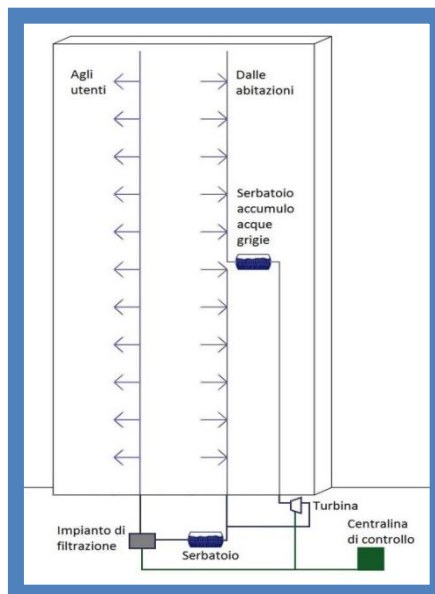 Agli
utenti
Dalle
abitazioni
Serbatoio
accumulo
acque
grigie
Turbina
Impianto di
filtrazione
Serbatoio
Centralina
di controllo